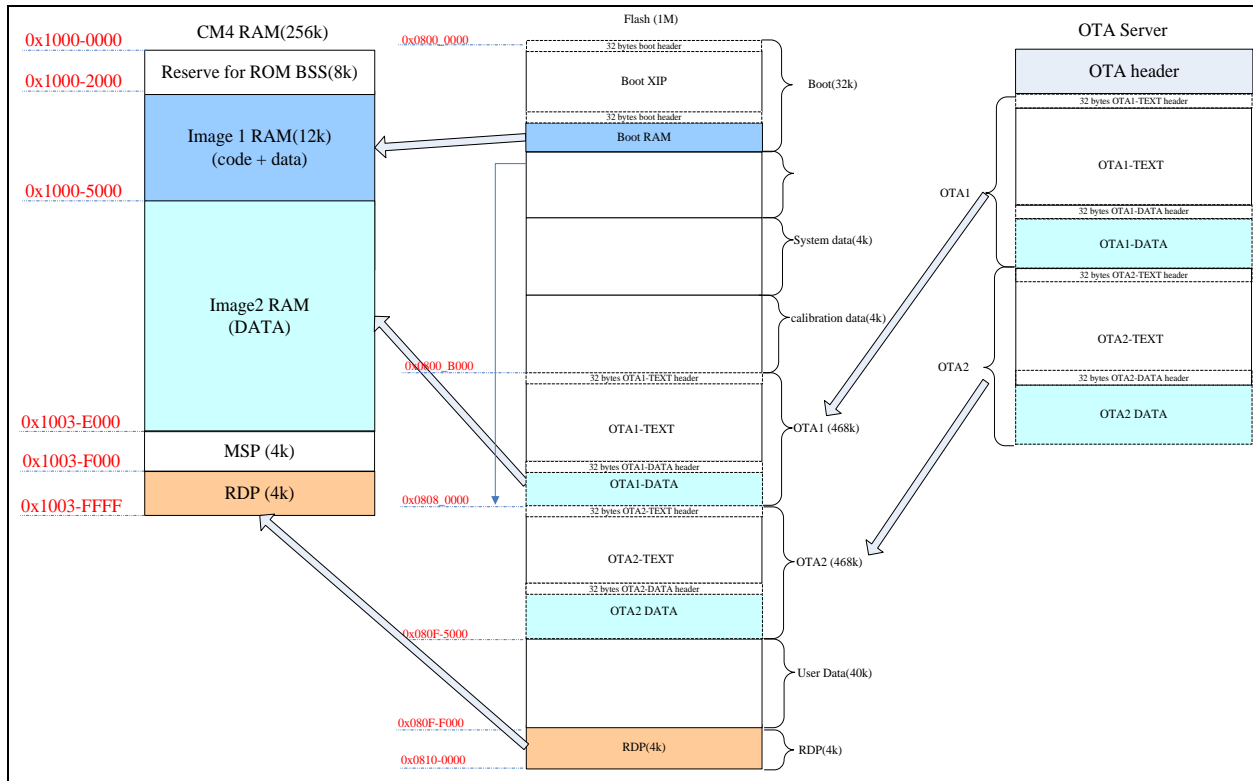 CM4 RAM(256k)
0x1000-0000
Reserve for ROM BSS(8k)
0x1000-2000
Image 1 RAM(12k)
(code + data)
0x1000-5000
Image2 RAM
(DATA)
0x1003-E000
MSP (4k)
0x1003-F000
RDP (4k)
0x1003-FFFF
Flash (1M)
0x0800_0000
32 bytes boot header
Boot XIP
Boot(32k)
32 bytes boot header
Boot RAM
System data(4k)
calibration data(4k)
0x0800_B000
32 bytes OTA1-TEXT header
OTA1-TEXT
OTA1 (468k)
32 bytes OTA1-DATA header
OTA1-DATA
0x0808_0000
32 bytes OTA2-TEXT header
OTA2-TEXT
OTA2 (468k)
32 bytes OTA2-DATA header
OTA2 DATA
0x080F-5000
User Data(40k)
0x080F-F000
RDP(4k)
RDP(4k)
0x0810-0000
OTA Server
OTA header
32 bytes OTA1-TEXT header
OTA1-TEXT
OTA1
32 bytes OTA1-DATA header
OTA1-DATA
32 bytes OTA2-TEXT header
OTA2-TEXT
OTA2
32 bytes OTA2-DATA header
OTA2 DATA